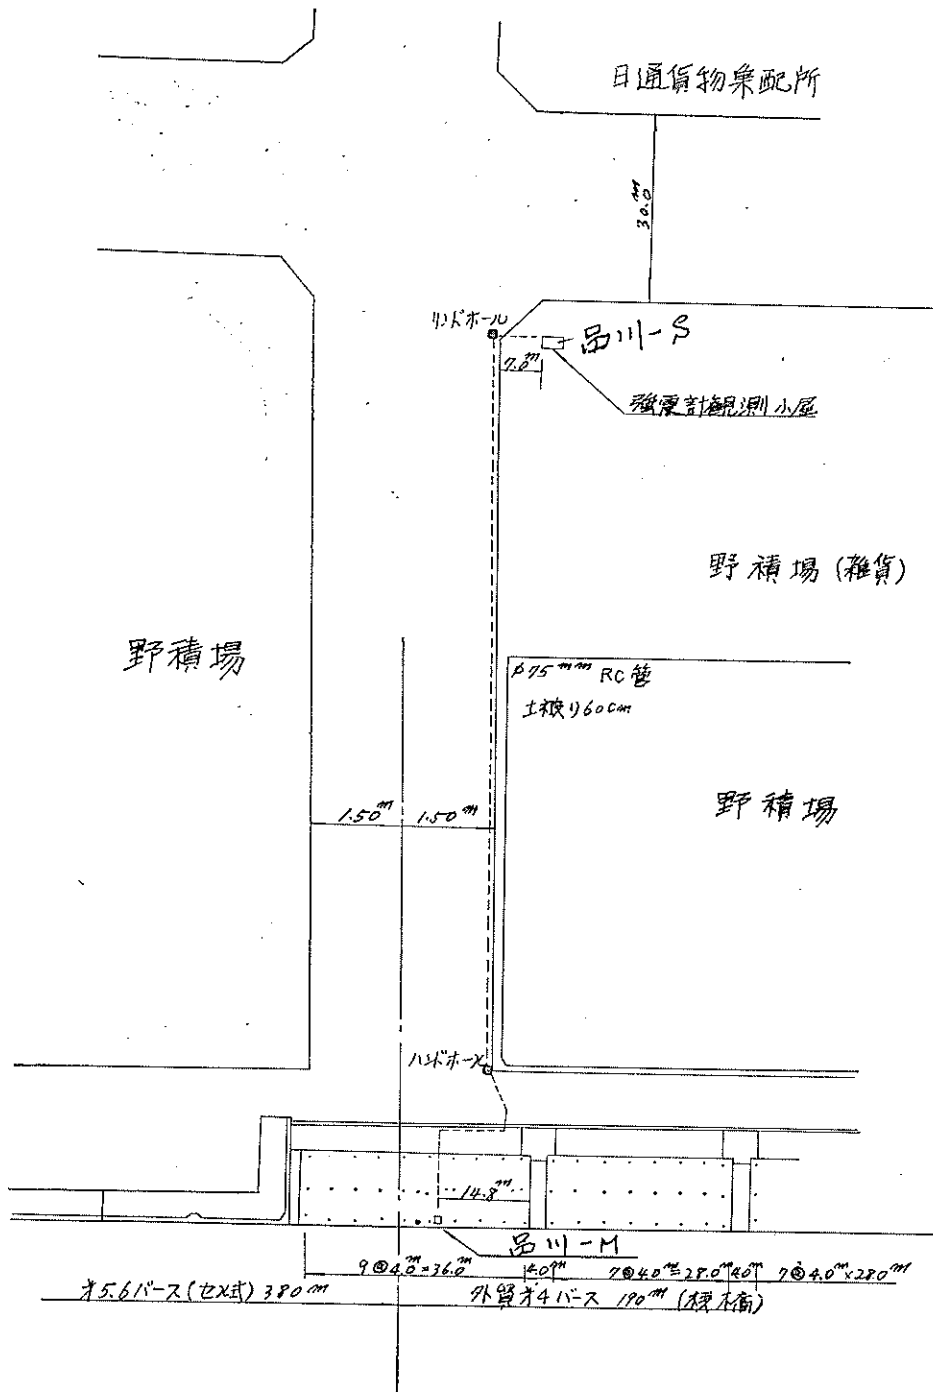 日通貨物集配所
30.0m
ハンドホール
品川-S
7.0m
強震計観測小屋
野積場(雑貨)
野積場
φ75mm RC管
土被り60cm
野積場
1.50m 1.50m
ハンドホール
14.8m
品川-M
9@4.0=36.0m 4.0m 7@4.0m=28.0m 4.0m 7@4.0m×28.0m
才5.6バース(セル式)380m 外貿才4バース 190m(桟橋)